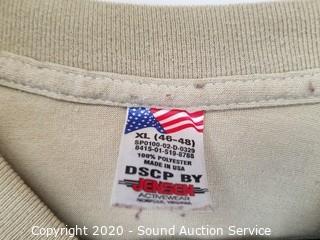 XL (46-48)
SP0100-02-D-0329
8415-01-519-8788
100% POLYESTER
MADE IN USA
DSCP BY
JENSEN
ACTIVEWEAR
Copyright 2020 - Sound Auction Service